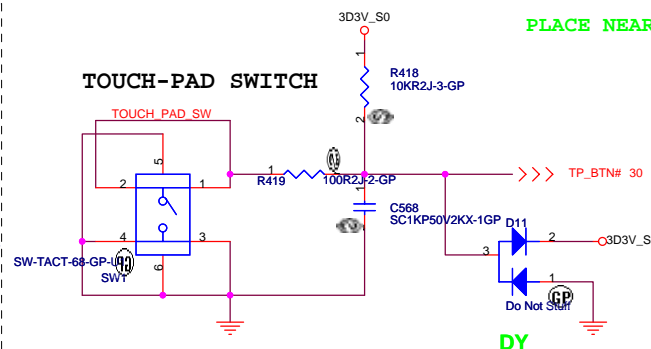 3D3V_S0
PLACE NEAR
1
R418
10KR2J-3-GP
2
TOUCH-PAD SWITCH
TOUCH_PAD_SW
5
2
1
1
R419
100R2J-2-GP
TP_BTN# 30
1
C568
SC1KP50V2KX-1GP
4
3
D11
2
3
3D3V_S
SW-TACT-68-GP-U
SW1
6
1
GP
Do Not Stuff
DY